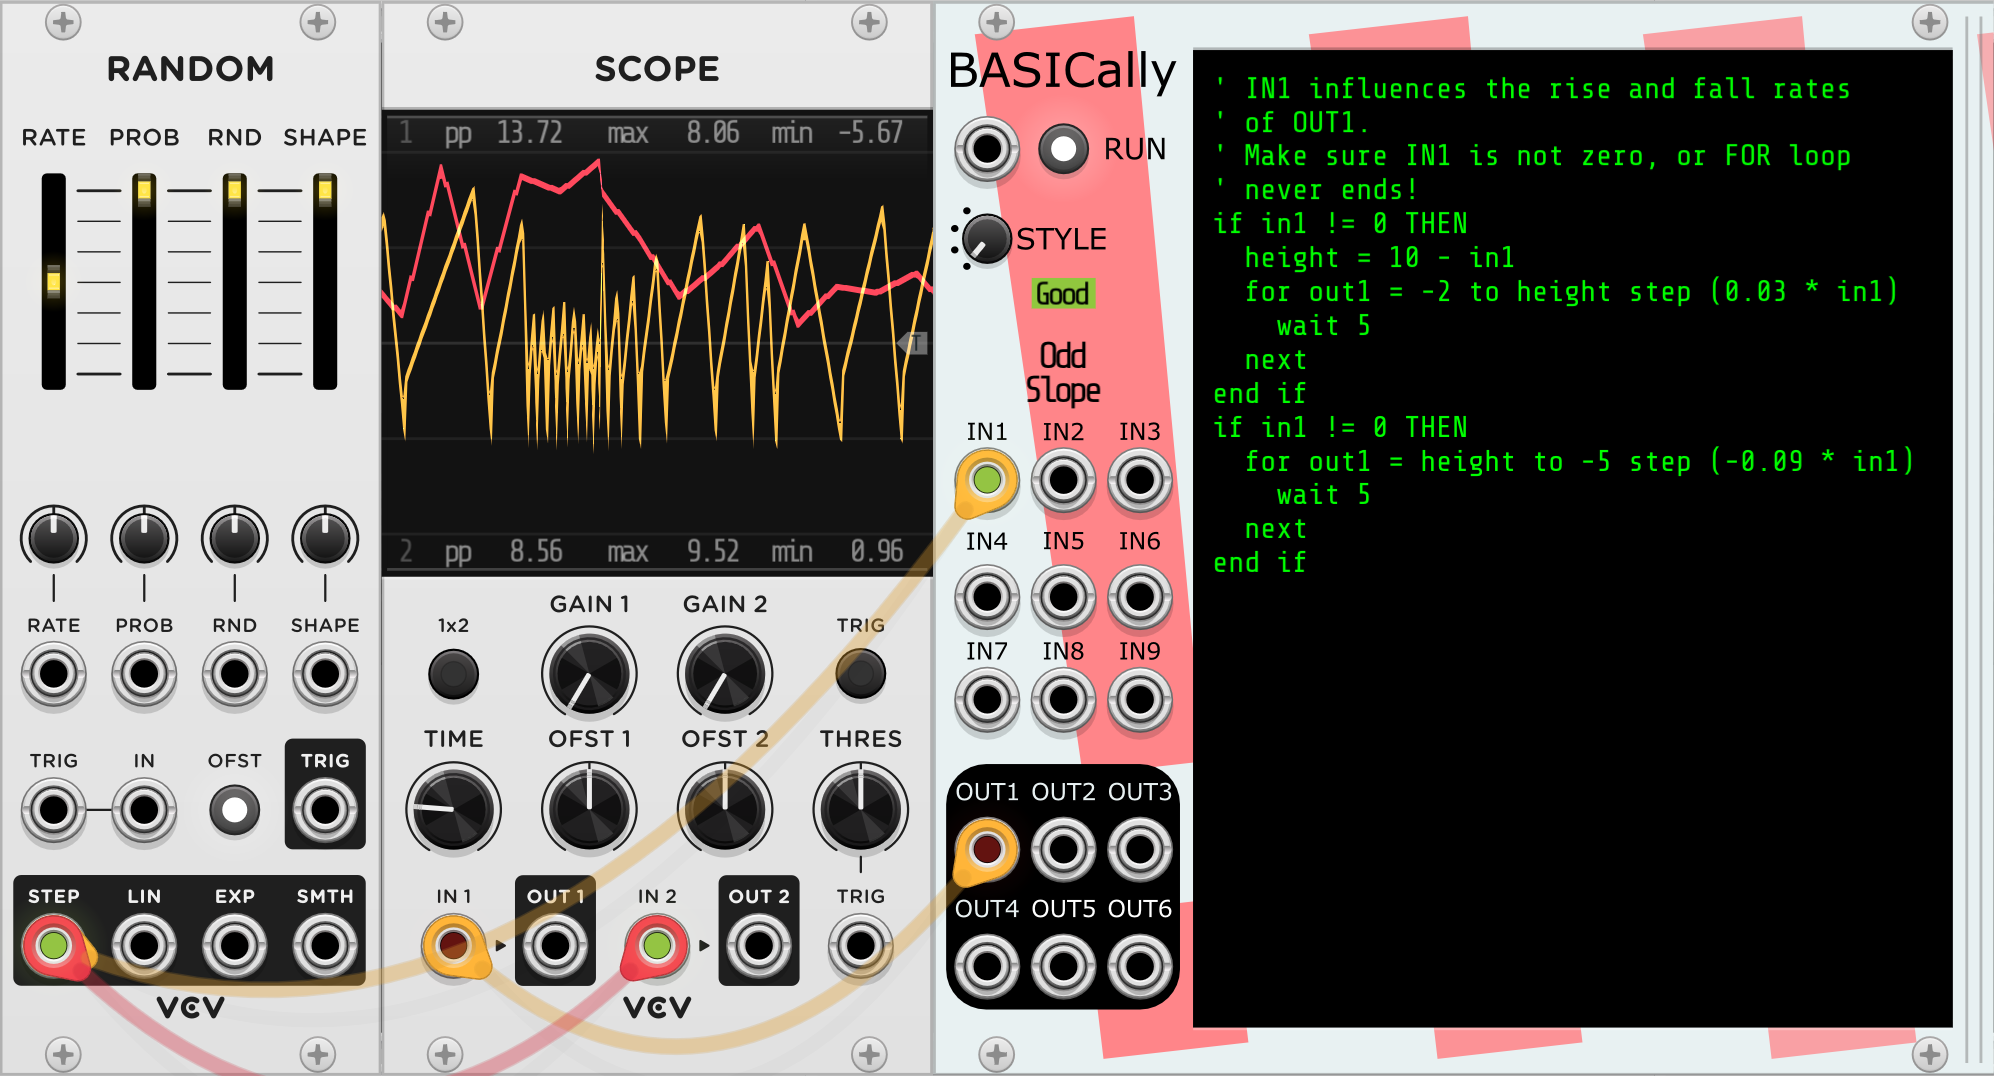 RANDOM
RATE PROB RND SHAPE
RATE PROB RND SHAPE
TRIG IN OFST TRIG
STEP LIN EXP SMTH
VCV
SCOPE
1 pp 13.72 max 8.06 min -5.67
T
2 pp 8.56 max 9.52 min 0.96
1x2 GAIN 1 GAIN 2 TRIG
TIME OFST 1 OFST 2 THRES
IN 1 OUT 1 IN 2 OUT 2 TRIG
VCV
BASICally
RUN
STYLE
Good
Odd
Slope
IN1 IN2 IN3
IN4 IN5 IN6
IN7 IN8 IN9
OUT1 OUT2 OUT3
OUT4 OUT5 OUT6
' IN1 influences the rise and fall rates
' of OUT1.
' Make sure IN1 is not zero, or FOR loop
' never ends!
if in1 != 0 THEN
  height = 10 - in1
  for out1 = -2 to height step (0.03 * in1)
    wait 5
  next
end if
if in1 != 0 THEN
  for out1 = height to -5 step (-0.09 * in1)
    wait 5
  next
end if